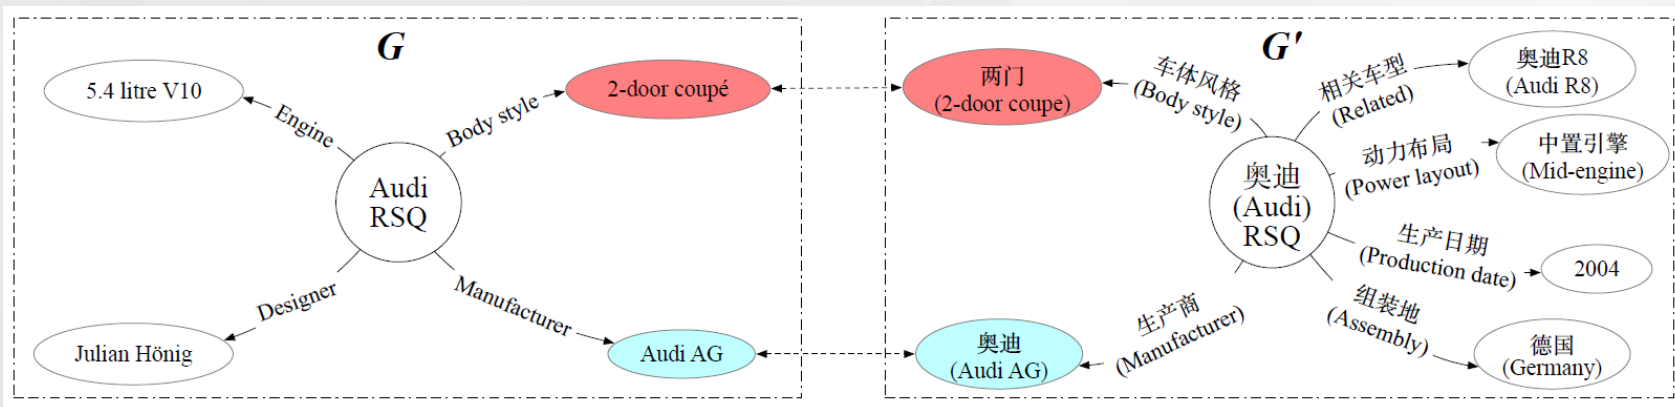 G
5.4 litre V10
Engine
Body style
2-door coupé
Audi
RSQ
Designer
Manufacturer
Julian Hönig
Audi AG
G'
两门
(2-door coupe)
车体风格
(Body style)
相关车型
(Related)
奥迪R8
(Audi R8)
动力布局
(Power layout)
中置引擎
(Mid-engine)
奥迪
(Audi)
RSQ
生产日期
(Production date)
2004
生产商
(Manufacturer)
组装地
(Assembly)
奥迪
(Audi AG)
德国
(Germany)